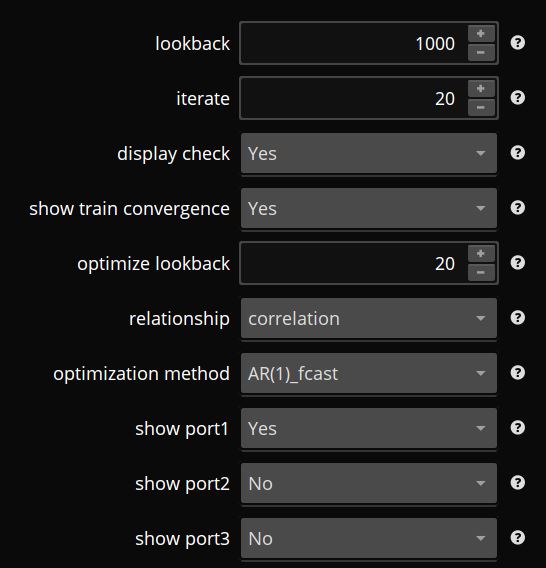 lookback 1000 + - ?
iterate 20 + - ?
display check Yes ?
show train convergence Yes ?
optimize lookback 20 + - ?
relationship correlation ?
optimization method AR(1)_fcast ?
show port1 Yes ?
show port2 No ?
show port3 No ?